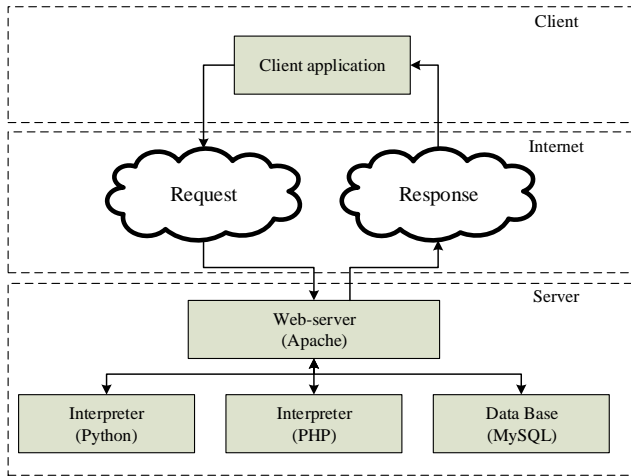 Client
Client application
Internet
Request
Response
Server
Web-server
(Apache)
Interpreter
(Python)
Interpreter
(PHP)
Data Base
(MySQL)